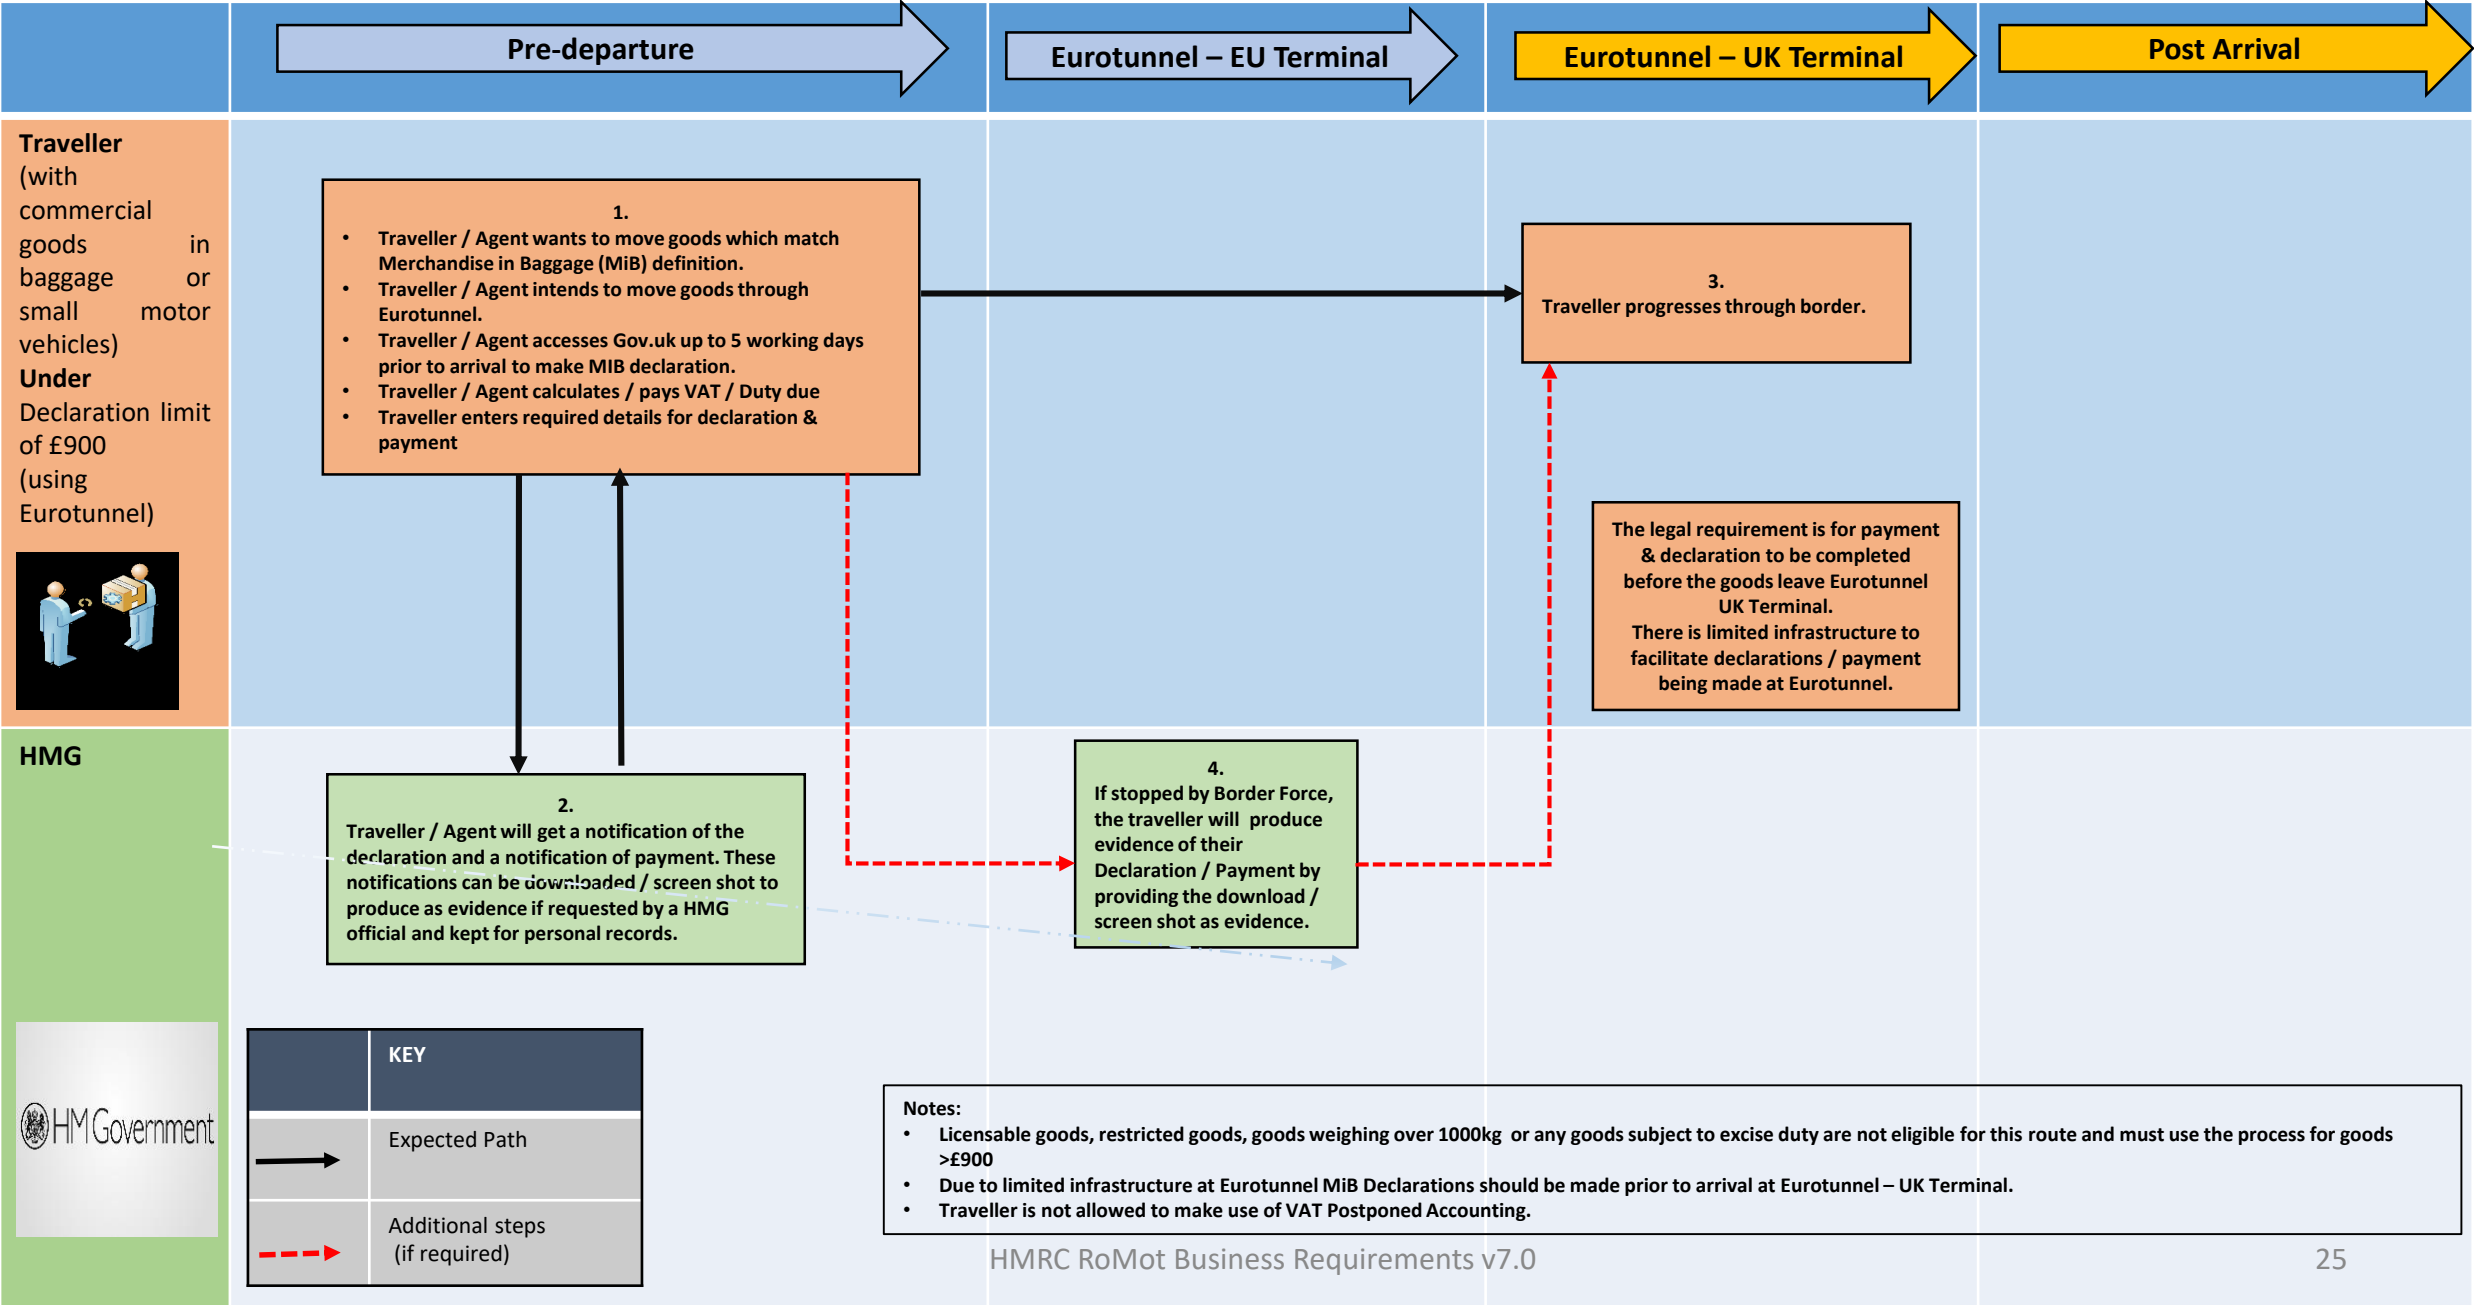 Pre-departure
Eurotunnel – EU Terminal
Eurotunnel – UK Terminal
Post Arrival
Traveller
(with
commercial
goods in
baggage or
small motor
vehicles)
Under
Declaration limit
of £900
(using
Eurotunnel)
1.
• Traveller / Agent wants to move goods which match
Merchandise in Baggage (MiB) definition.
• Traveller / Agent intends to move goods through
Eurotunnel.
• Traveller / Agent accesses Gov.uk up to 5 working days
prior to arrival to make MIB declaration.
• Traveller / Agent calculates / pays VAT / Duty due
• Traveller enters required details for declaration &
payment
3.
Traveller progresses through border.
The legal requirement is for payment
& declaration to be completed
before the goods leave Eurotunnel
UK Terminal.
There is limited infrastructure to
facilitate declarations / payment
being made at Eurotunnel.
HMG
2.
Traveller / Agent will get a notification of the
declaration and a notification of payment. These
notifications can be downloaded / screen shot to
produce as evidence if requested by a HMG
official and kept for personal records.
4.
If stopped by Border Force,
the traveller will produce
evidence of their
Declaration / Payment by
providing the download /
screen shot as evidence.
HM Government
KEY
Expected Path
Additional steps
(if required)
Notes:
• Licensable goods, restricted goods, goods weighing over 1000kg or any goods subject to excise duty are not eligible for this route and must use the process for goods
>£900
• Due to limited infrastructure at Eurotunnel MiB Declarations should be made prior to arrival at Eurotunnel – UK Terminal.
• Traveller is not allowed to make use of VAT Postponed Accounting.
HMRC RoMot Business Requirements v7.0
25